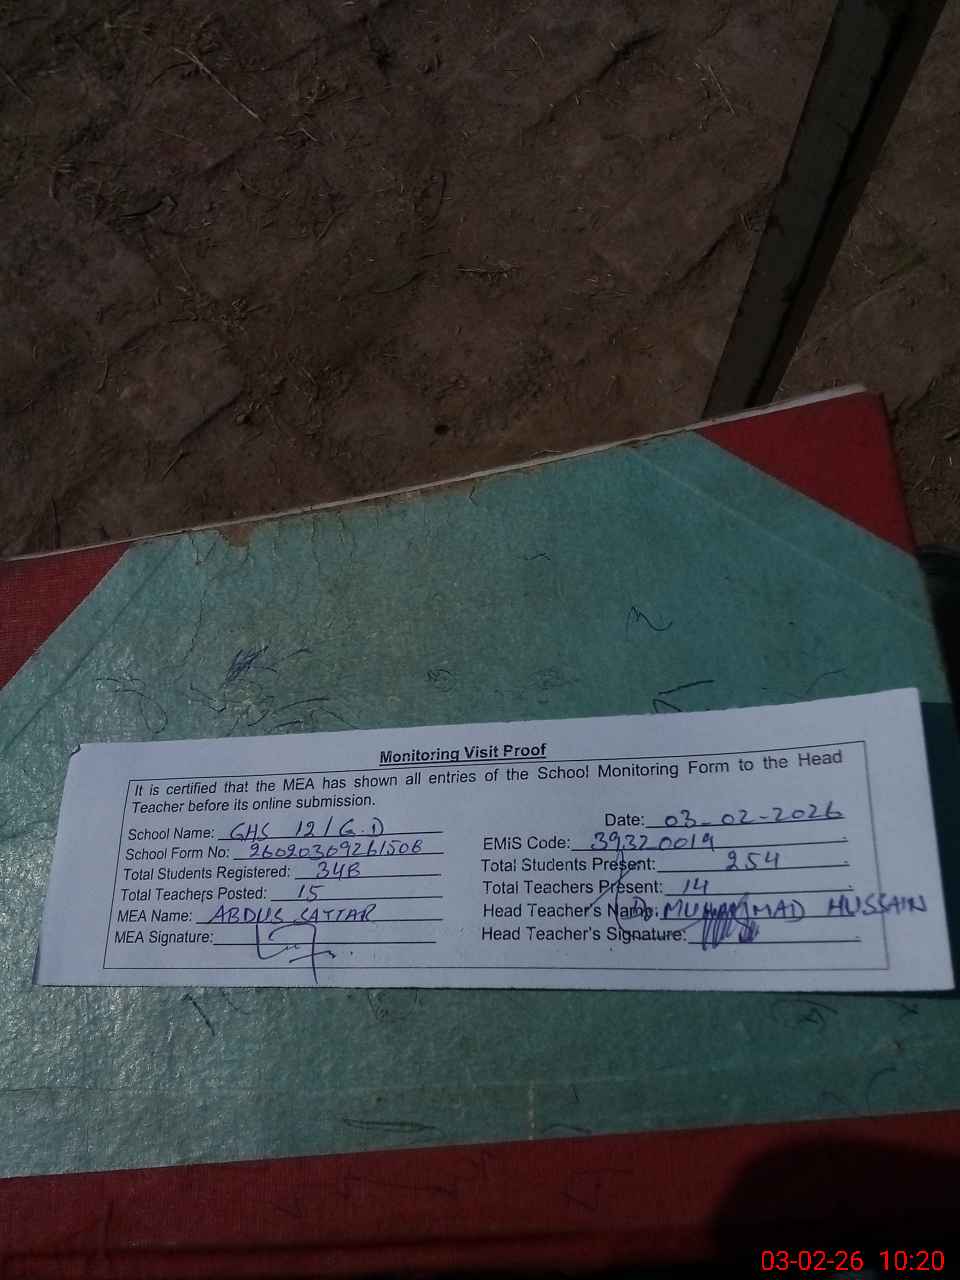 Monitoring Visit Proof
It is certified that the MEA has shown all entries of the School Monitoring Form to the Head
Teacher before its online submission.
Date: 03-02-2026
School Name: GHS 12/G.D
EMiS Code: 39320019
School Form No:
Total Students Present: 254
Total Students Registered: 348
Total Teachers Present: 14
Total Teachers Posted: 15
Head Teacher's Name: MUHAMMAD HUSSAIN
MEA Name: ABDUS SATTAR
Head Teacher's Signature:
MEA Signature:
03-02-26 10:20